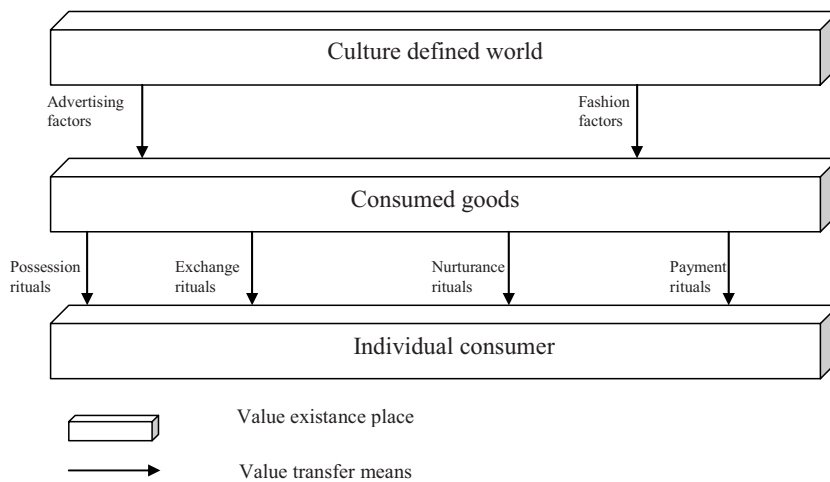 Culture defined world
Advertising
factors
Fashion
factors
Consumed goods
Possession
rituals
Exchange
rituals
Nurturance
rituals
Payment
rituals
Individual consumer
Value existance place
Value transfer means